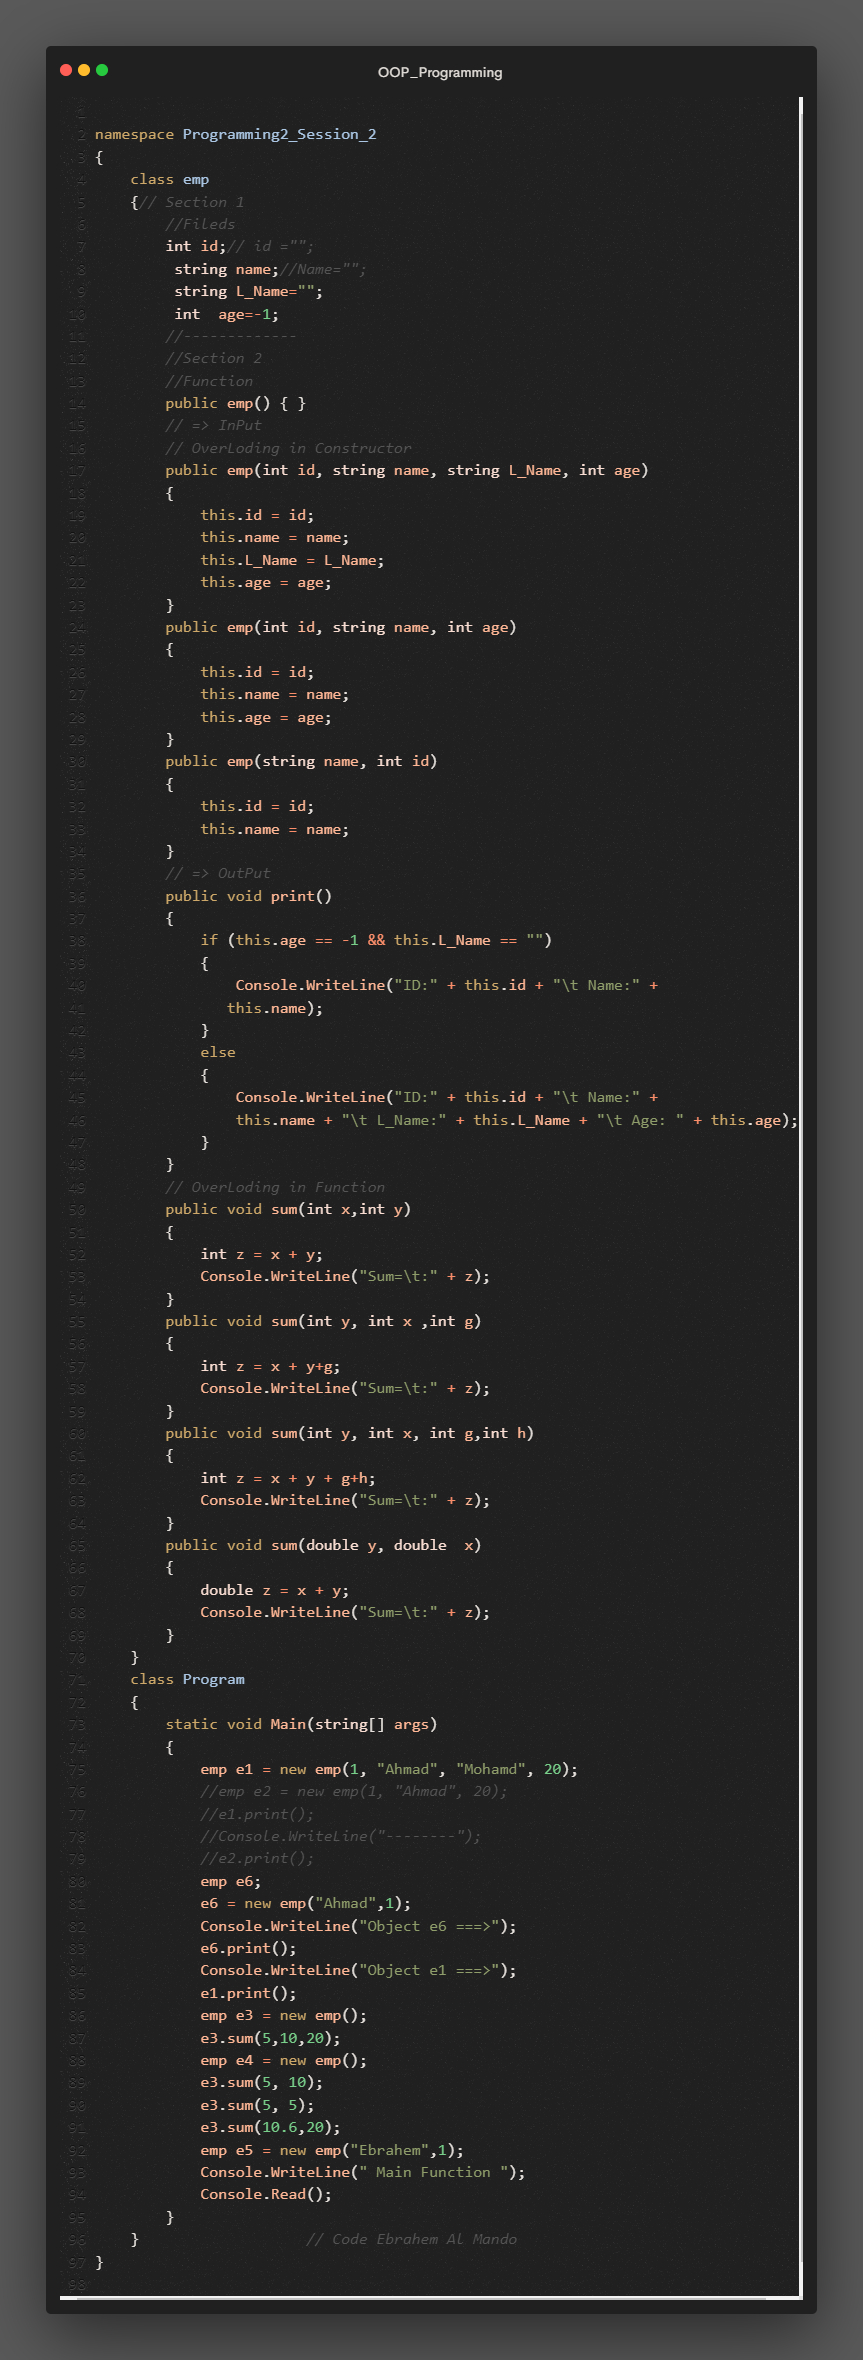 OOP_Programming
1
2 namespace Programming2_Session_2
3 {
4     class emp
5     {// Section 1
6         //Fileds
7         int id;// id ="";
8          string name;//Name="";
9          string L_Name="";
10          int  age=-1;
11         //-------------
12         //Section 2
13         //Function
14         public emp() { }
15         // => InPut
16         // OverLoding in Constructor
17         public emp(int id, string name, string L_Name, int age)
18         {
19             this.id = id;
20             this.name = name;
21             this.L_Name = L_Name;
22             this.age = age;
23         }
24         public emp(int id, string name, int age)
25         {
26             this.id = id;
27             this.name = name;
28             this.age = age;
29         }
30         public emp(string name, int id)
31         {
32             this.id = id;
33             this.name = name;
34         }
35         // => OutPut
36         public void print()
37         {
38             if (this.age == -1 && this.L_Name == "")
39             {
40                 Console.WriteLine("ID:" + this.id + "\t Name:" +
41                this.name);
42             }
43             else
44             {
45                 Console.WriteLine("ID:" + this.id + "\t Name:" +
46                 this.name + "\t L_Name:" + this.L_Name + "\t Age: " + this.age);
47             }
48         }
49         // OverLoding in Function
50         public void sum(int x,int y)
51         {
52             int z = x + y;
53             Console.WriteLine("Sum=\t:" + z);
54         }
55         public void sum(int y, int x ,int g)
56         {
57             int z = x + y+g;
58             Console.WriteLine("Sum=\t:" + z);
59         }
60         public void sum(int y, int x, int g,int h)
61         {
62             int z = x + y + g+h;
63             Console.WriteLine("Sum=\t:" + z);
64         }
65         public void sum(double y, double  x)
66         {
67             double z = x + y;
68             Console.WriteLine("Sum=\t:" + z);
69         }
70     }
71     class Program
72     {
73         static void Main(string[] args)
74         {
75             emp e1 = new emp(1, "Ahmad", "Mohamd", 20);
76             //emp e2 = new emp(1, "Ahmad", 20);
77             //e1.print();
78             //Console.WriteLine("--------");
79             //e2.print();
80             emp e6;
81             e6 = new emp("Ahmad",1);
82             Console.WriteLine("Object e6 ===>");
83             e6.print();
84             Console.WriteLine("Object e1 ===>");
85             e1.print();
86             emp e3 = new emp();
87             e3.sum(5,10,20);
88             emp e4 = new emp();
89             e3.sum(5, 10);
90             e3.sum(5, 5);
91             e3.sum(10.6,20);
92             emp e5 = new emp("Ebrahem",1);
93             Console.WriteLine(" Main Function ");
94             Console.Read();
95         }
96     }                   // Code Ebrahem Al Mando
97 }
98